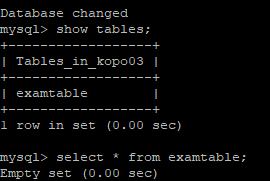 Database changed
mysql> show tables;
+------------------+
| Tables_in_kopo03 |
+------------------+
| examtable        |
+------------------+
1 row in set (0.00 sec)

mysql> select * from examtable;
Empty set (0.00 sec)